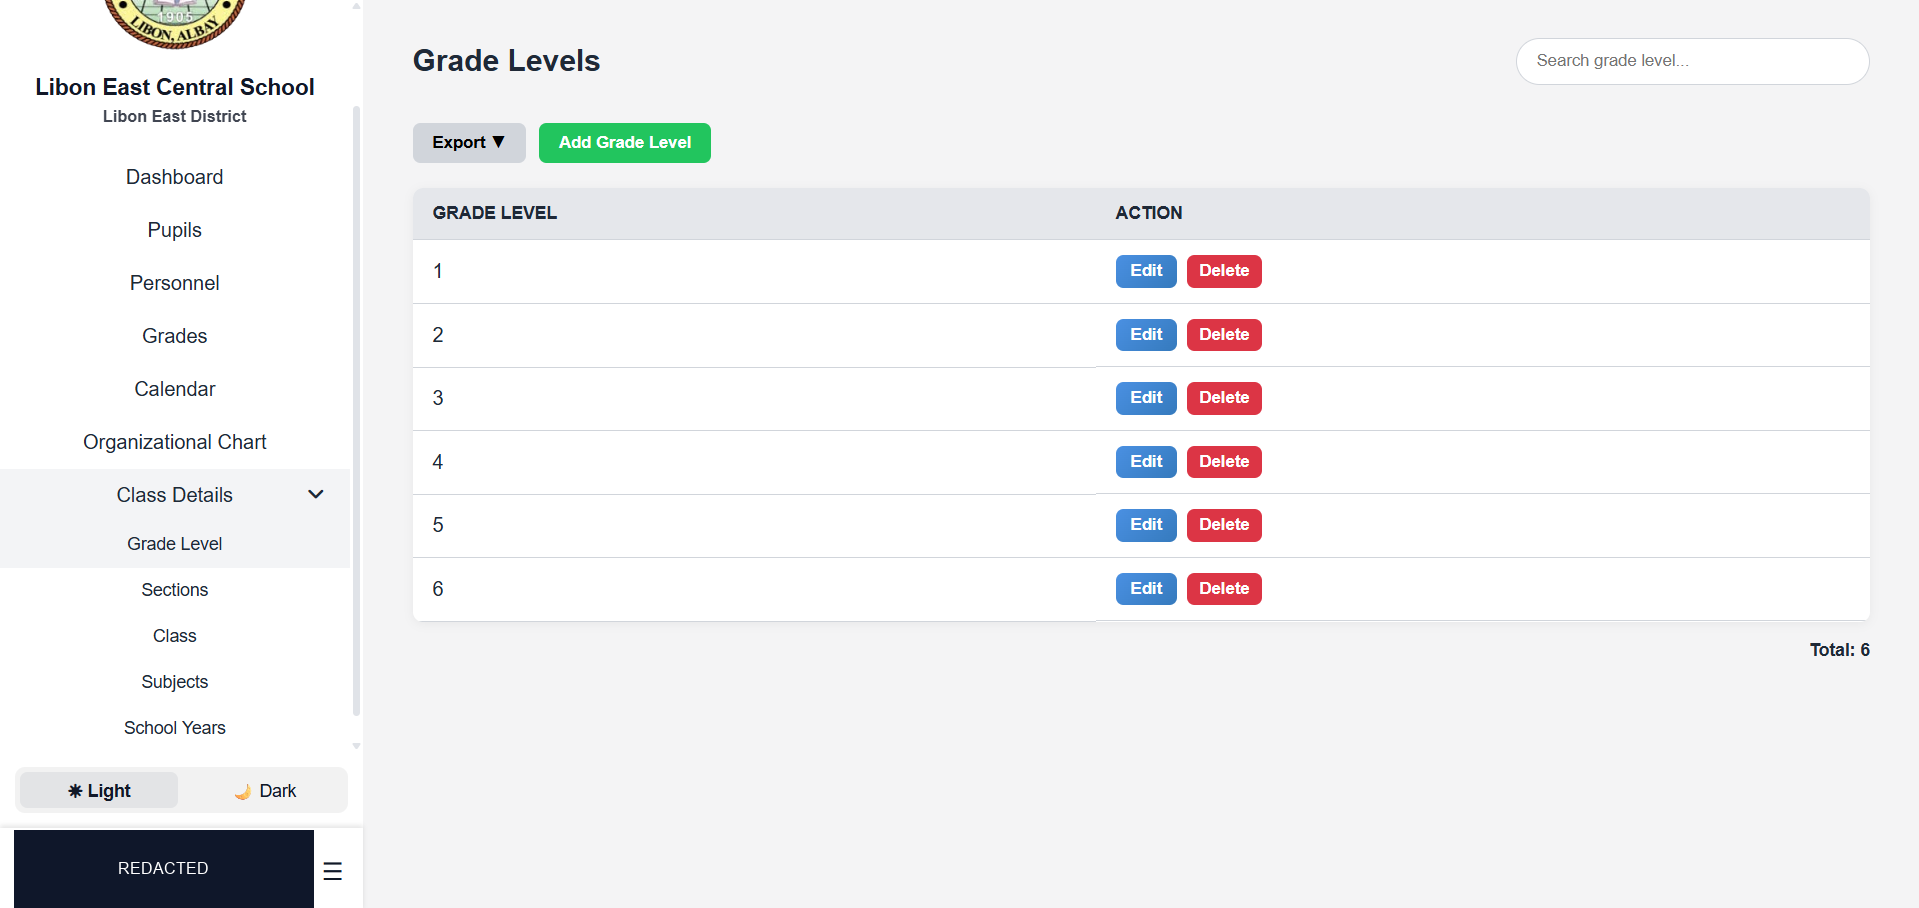 1905
LIBON, ALBAY
Libon East Central School
Libon East District
Dashboard
Pupils
Personnel
Grades
Calendar
Organizational Chart
Class Details
Grade Level
Sections
Class
Subjects
School Years
Light
Dark
REDACTED
Grade Levels
Search grade level...
Export ▼
Add Grade Level
GRADE LEVEL ACTION
1 Edit Delete
2 Edit Delete
3 Edit Delete
4 Edit Delete
5 Edit Delete
6 Edit Delete
Total: 6